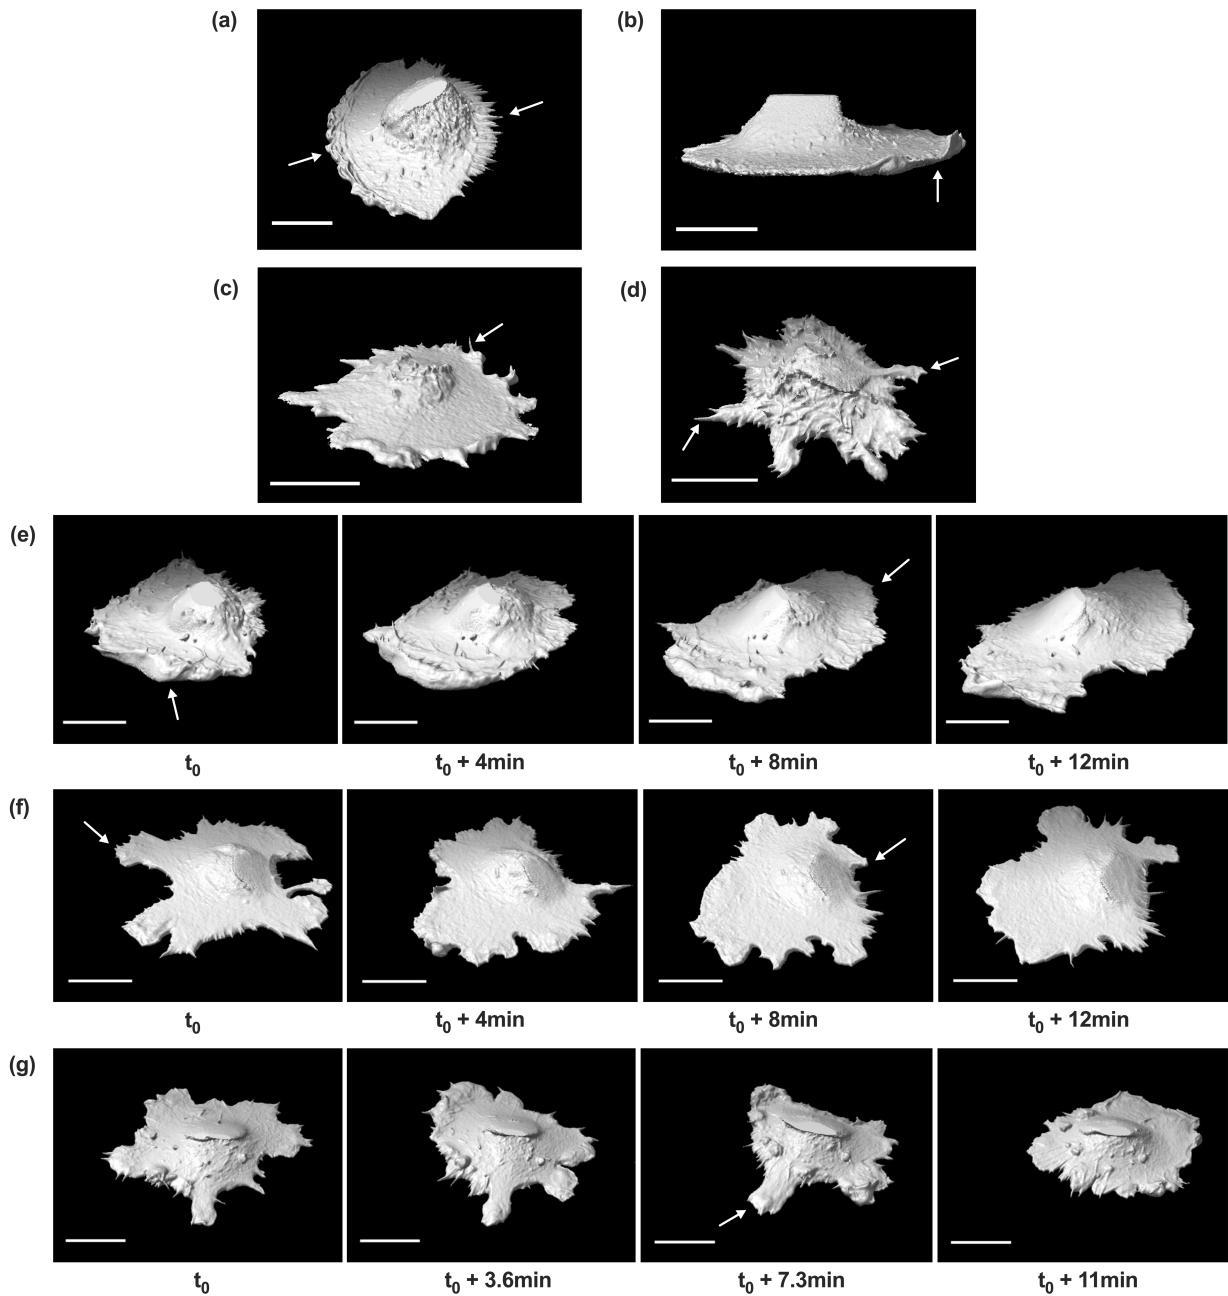 (a) (b)
(c) (d)
(e)
t0 t0 + 4min t0 + 8min t0 + 12min
(f)
t0 t0 + 4min t0 + 8min t0 + 12min
(g)
t0 t0 + 3.6min t0 + 7.3min t0 + 11min